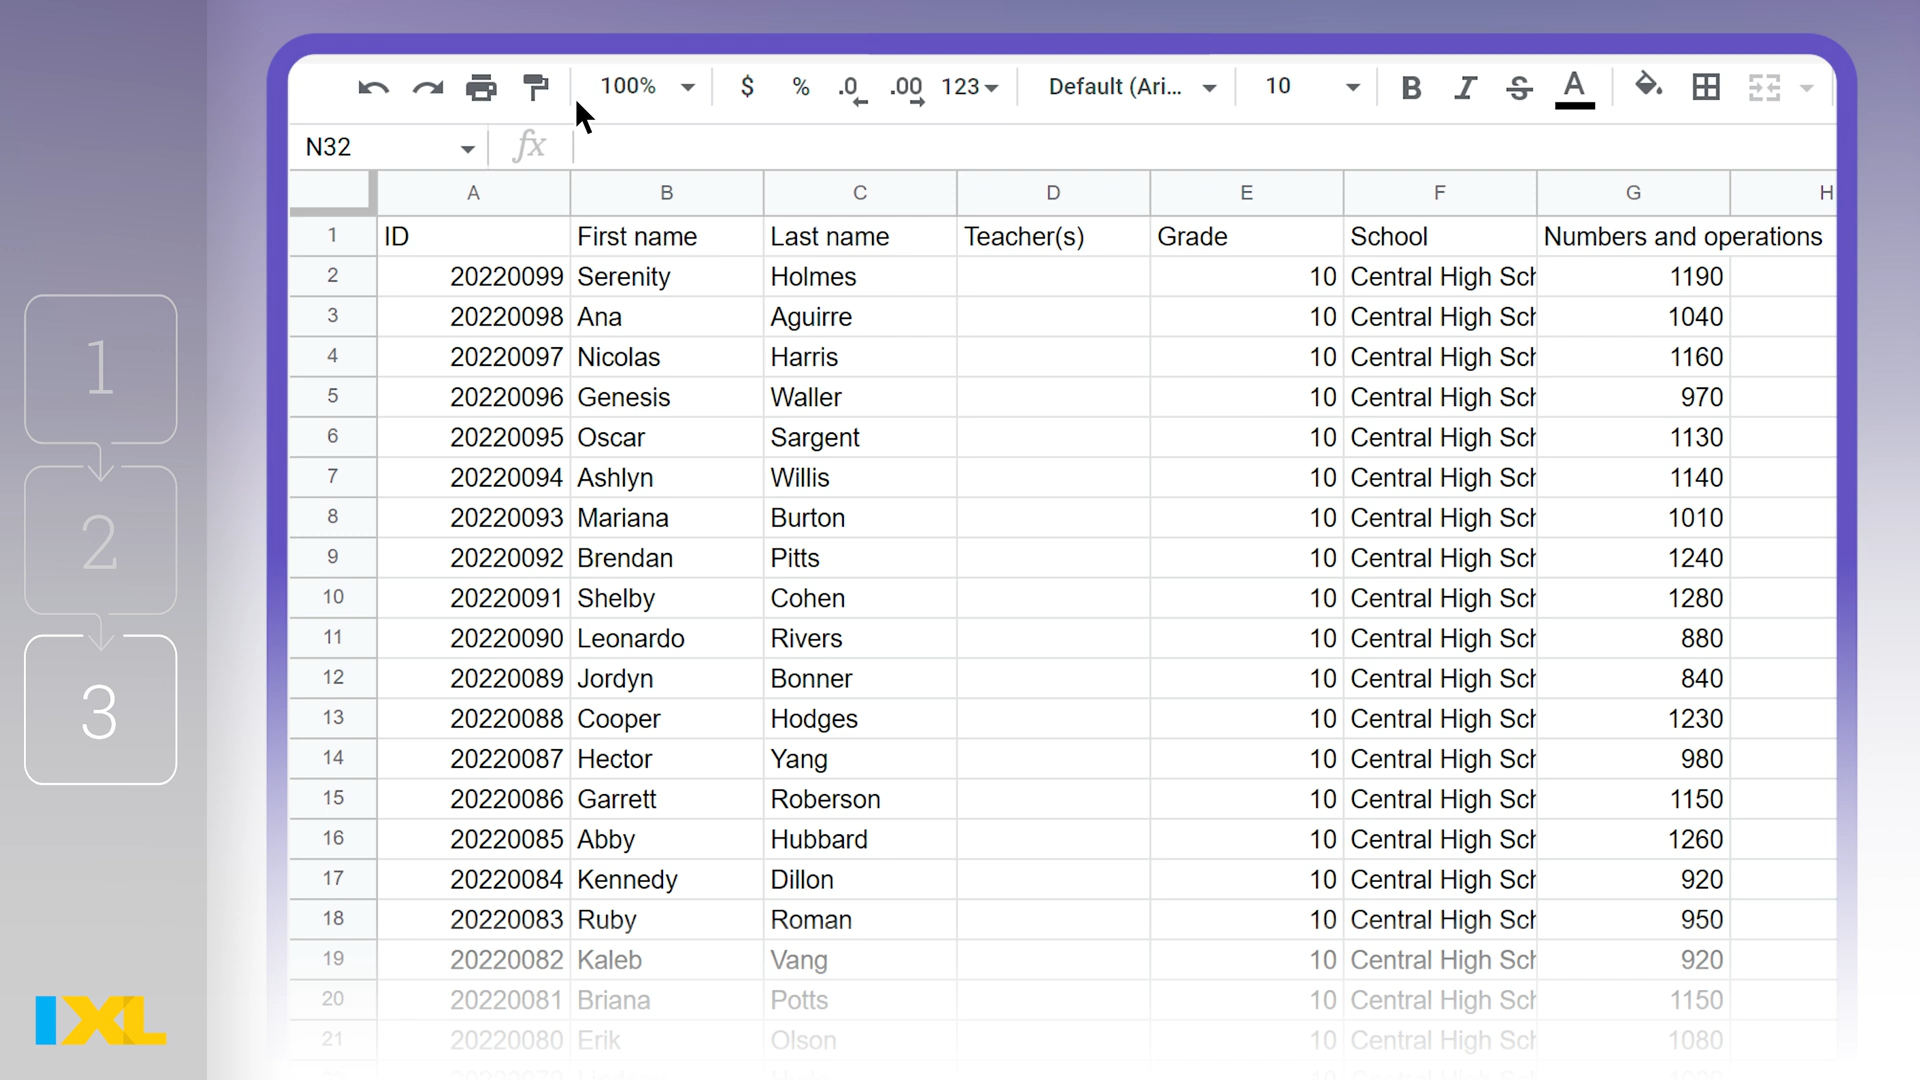 100% $ % .0 .00 123 Default (Ari... 10 B I S A
N32 fx
A B C D E F G H
1 ID First name Last name Teacher(s) Grade School Numbers and operations
2 20220099 Serenity Holmes 10 Central High Sch 1190
3 20220098 Ana Aguirre 10 Central High Sch 1040
4 20220097 Nicolas Harris 10 Central High Sch 1160
5 20220096 Genesis Waller 10 Central High Sch 970
6 20220095 Oscar Sargent 10 Central High Sch 1130
7 20220094 Ashlyn Willis 10 Central High Sch 1140
8 20220093 Mariana Burton 10 Central High Sch 1010
9 20220092 Brendan Pitts 10 Central High Sch 1240
10 20220091 Shelby Cohen 10 Central High Sch 1280
11 20220090 Leonardo Rivers 10 Central High Sch 880
12 20220089 Jordyn Bonner 10 Central High Sch 840
13 20220088 Cooper Hodges 10 Central High Sch 1230
14 20220087 Hector Yang 10 Central High Sch 980
15 20220086 Garrett Roberson 10 Central High Sch 1150
16 20220085 Abby Hubbard 10 Central High Sch 1260
17 20220084 Kennedy Dillon 10 Central High Sch 920
18 20220083 Ruby Roman 10 Central High Sch 950
19 20220082 Kaleb Vang 10 Central High Sch 920
20 20220081 Briana Potts 10 Central High Sch 1150
21 20220080 Erik Olson 10 Central High Sch 1080
1
2
3
IXL